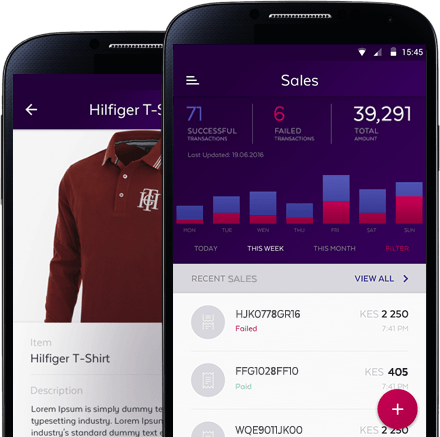 Hilfiger T-S
Item
Hilfiger T-Shirt
Description
Lorem Ipsum is simply dummy te
typesetting industry. Lorem Ips
industry's standard dummy text e
15:45
Sales
71
SUCCESSFUL
TRANSACTIONS
6
FAILED
TRANSACTIONS
39,291
TOTAL
AMOUNT
Last Updated: 19.06.2016
MON TUE WED THU FRI SAT SUN
TODAY THIS WEEK THIS MONTH FILTER
RECENT SALES VIEW ALL
HJK0778GR16 KES 2 250
Failed 7:41 PM
FFG1028FF10 KES 405
Paid 7:41 PM
WQE9011JK00 KES 2 250